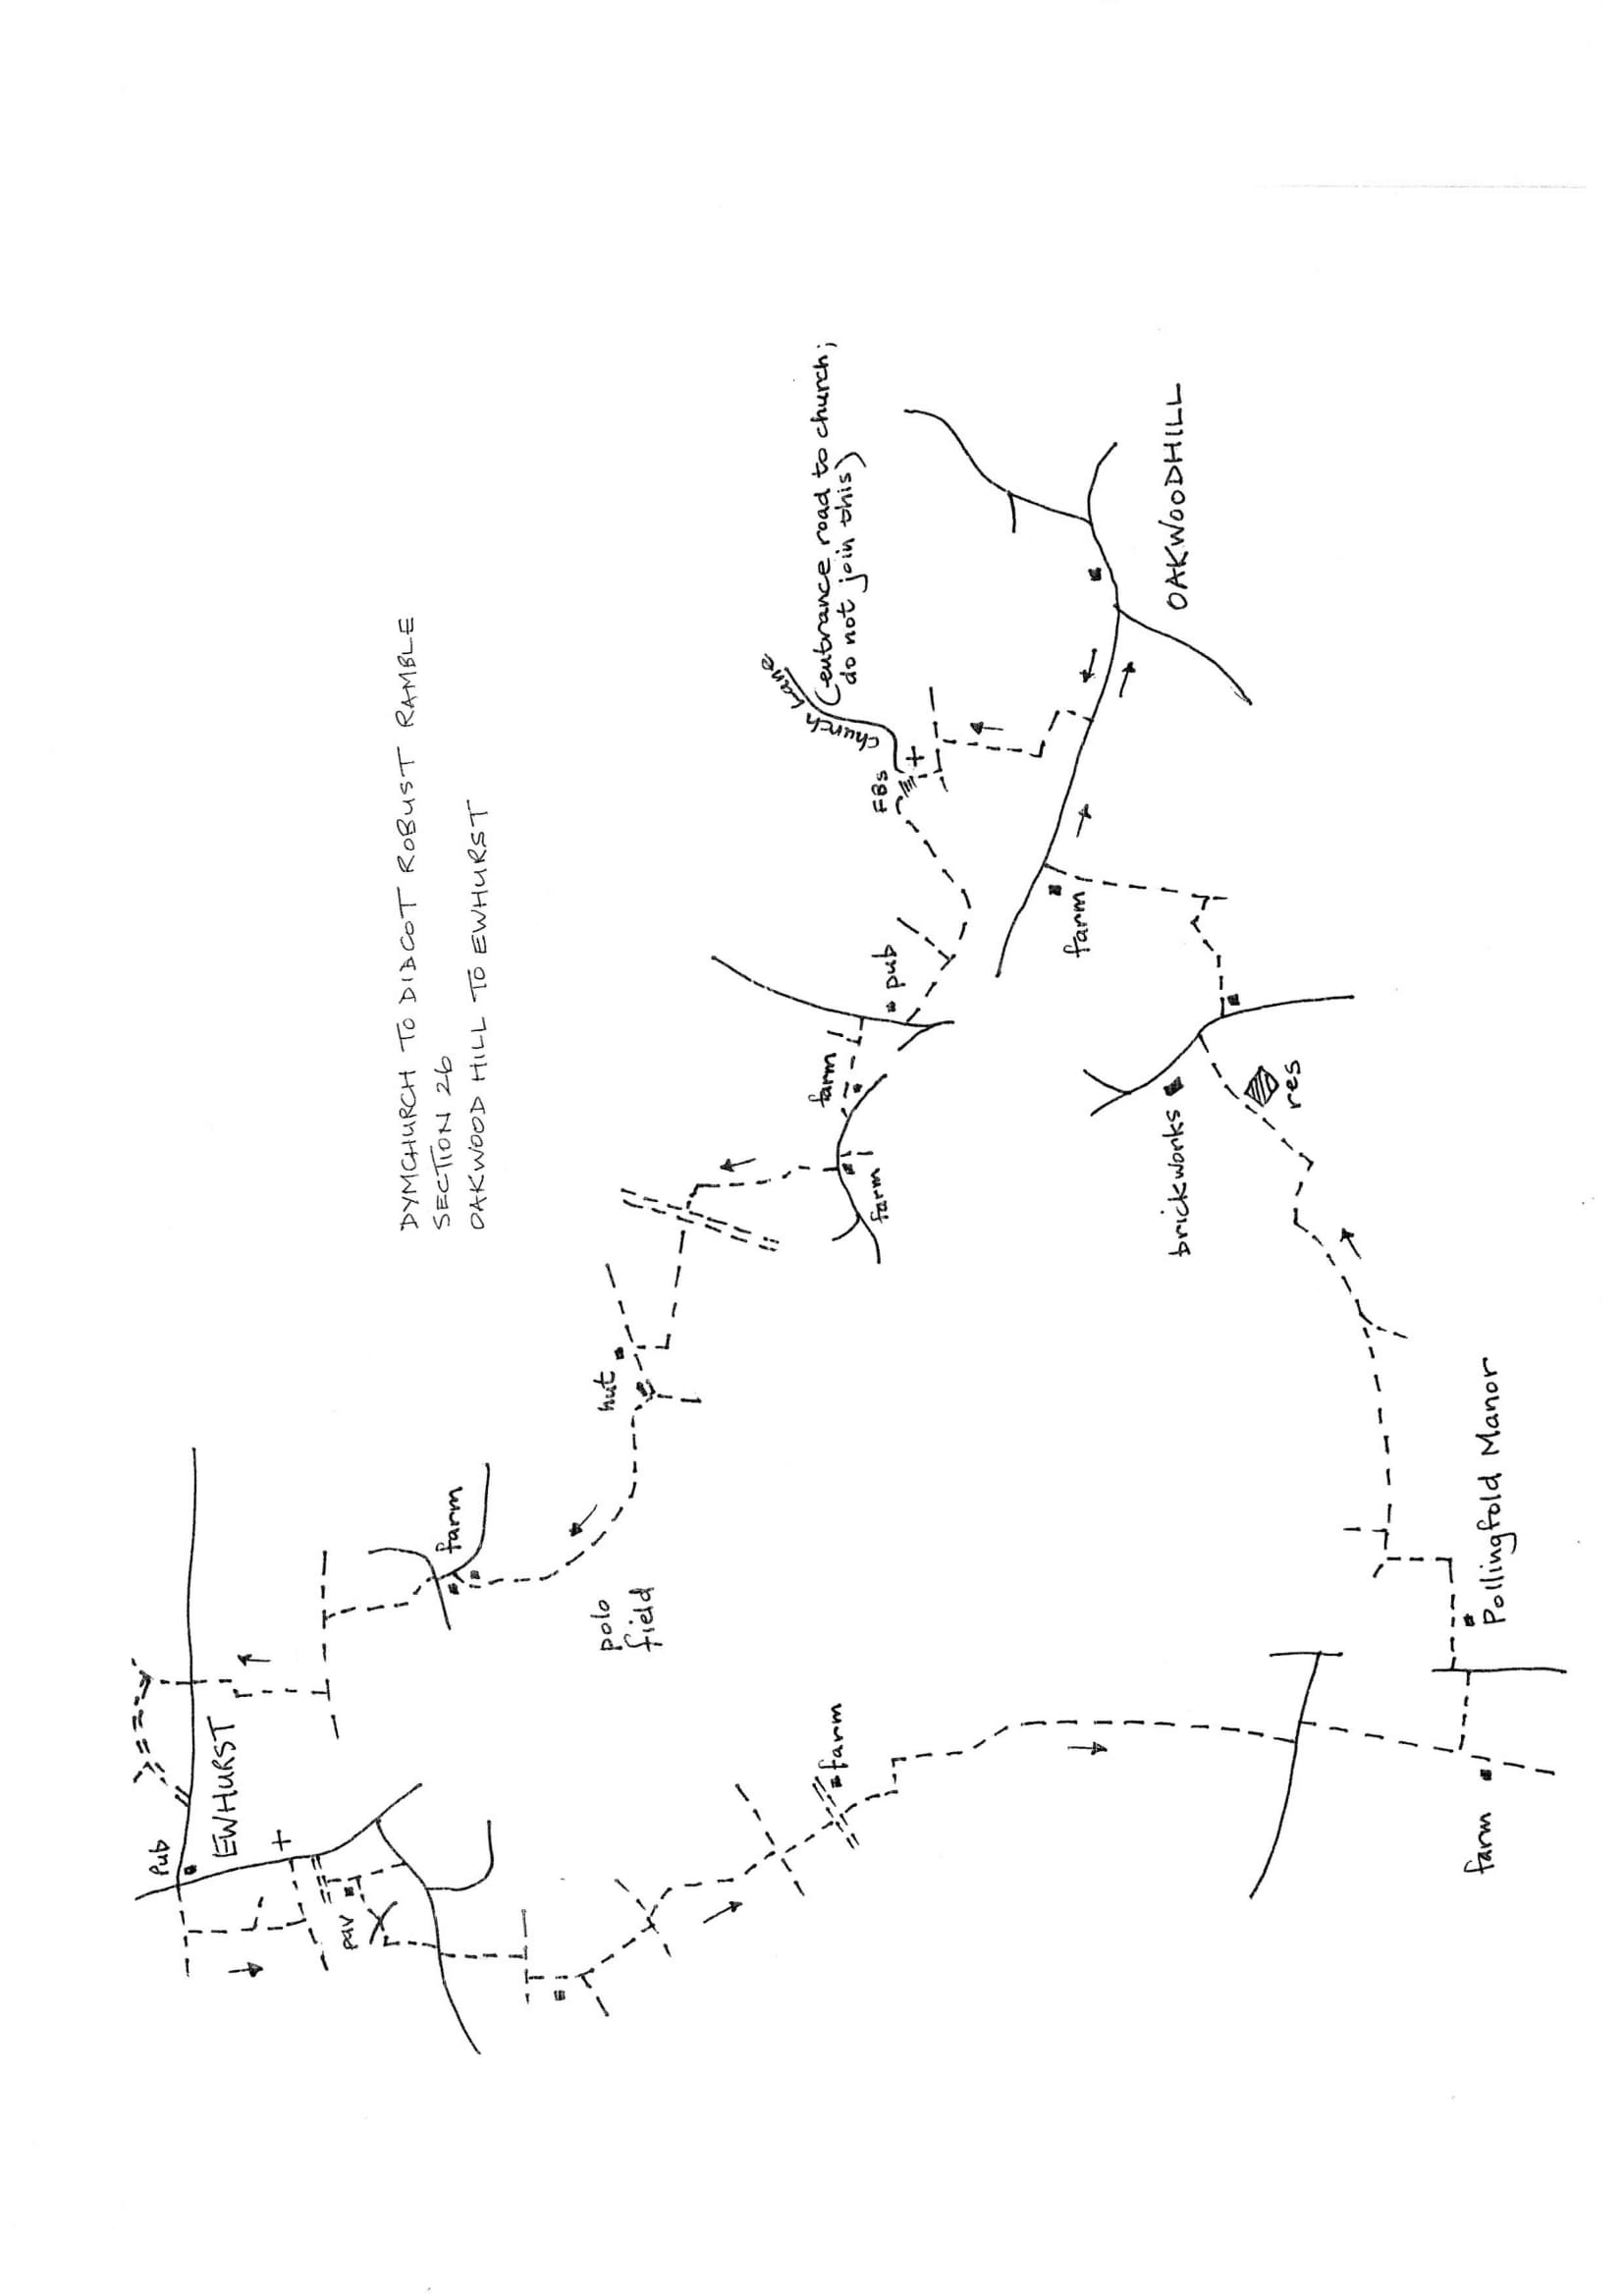 Pub
EWHURST
pav
farm
DYMCHURCH TO DIDCOT ROBUST RAMBLE
SECTION 26
OAKWOOD HILL TO EWHURST
polo
field
hut
farm
farm
farm
pub
FBs
Church Lane
(entrance road to church;
do not join this)
farm
brickworks
OAKWOODHILL
res
farm
Pollingfold Manor